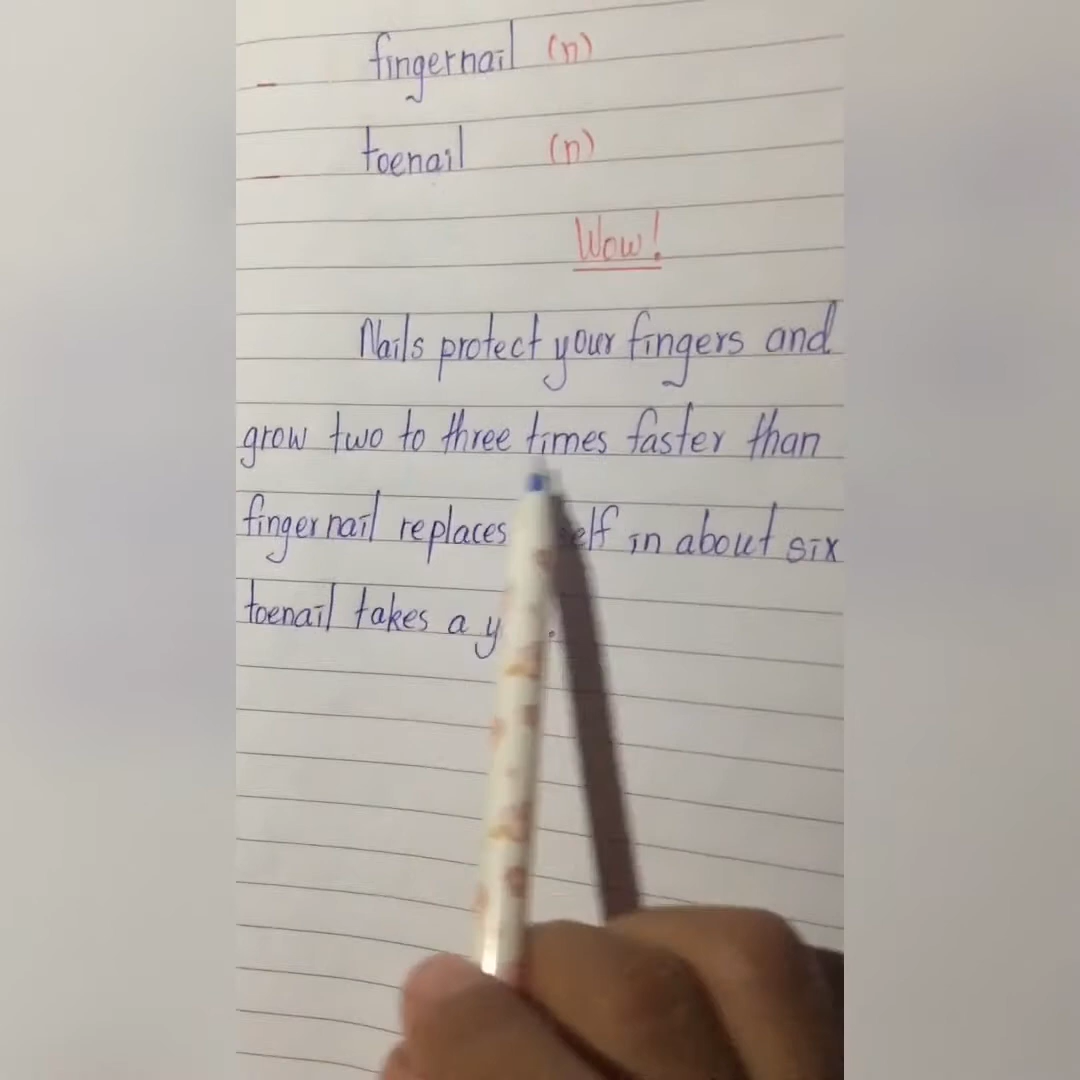 fingernail (n)
toenail (n)
Wow!
Nails protect your fingers and
grow two to three times faster than
fingernail replaces in about six
toenail takes a